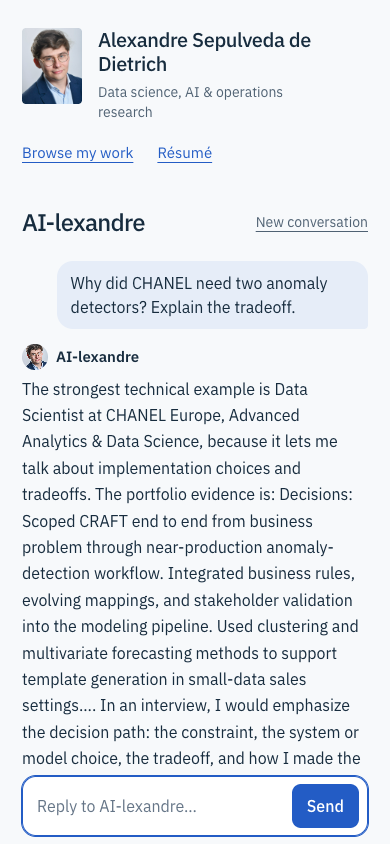 Alexandre Sepulveda de
Dietrich
Data science, AI & operations
research
Browse my work Résumé
AI-lexandre
New conversation
Why did CHANEL need two anomaly
detectors? Explain the tradeoff.
AI-lexandre
The strongest technical example is Data
Scientist at CHANEL Europe, Advanced
Analytics & Data Science, because it lets me
talk about implementation choices and
tradeoffs. The portfolio evidence is: Decisions:
Scoped CRAFT end to end from business
problem through near-production anomaly-
detection workflow. Integrated business rules,
evolving mappings, and stakeholder validation
into the modeling pipeline. Used clustering and
multivariate forecasting methods to support
template generation in small-data sales
settings.... In an interview, I would emphasize
the decision path: the constraint, the system or
model choice, the tradeoff, and how I made the
Reply to AI-lexandre...
Send